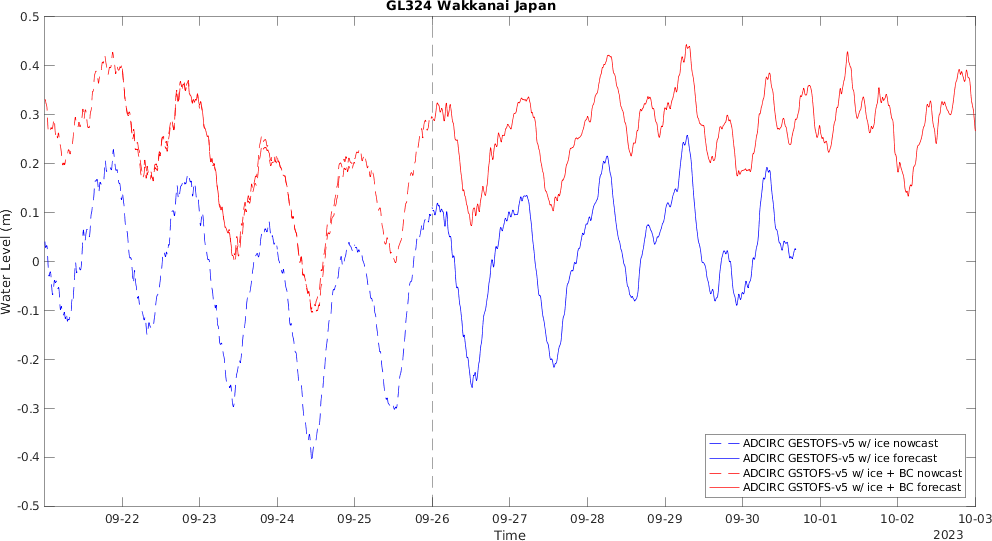 GL324 Wakkanai Japan
0.5
0.4
0.3
0.2
0.1
0
-0.1
-0.2
-0.3
-0.4
-0.5
Water Level (m)
ADCIRC GESTOFS-v5 w/ ice nowcast
ADCIRC GESTOFS-v5 w/ ice forecast
ADCIRC GSTOFS-v5 w/ ice + BC nowcast
ADCIRC GSTOFS-v5 w/ ice + BC forecast
09-22 09-23 09-24 09-25 09-26 09-27 09-28 09-29 09-30 10-01 10-02 10-03
Time
2023